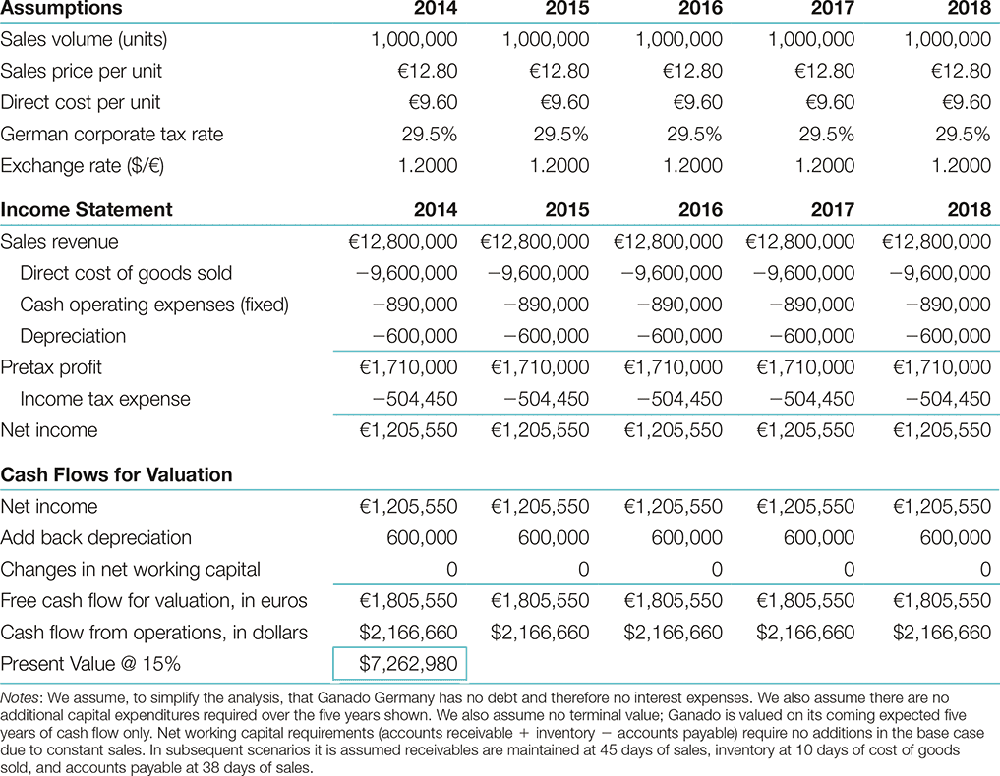 Assumptions 2014 2015 2016 2017 2018
Sales volume (units) 1,000,000 1,000,000 1,000,000 1,000,000 1,000,000
Sales price per unit €12.80 €12.80 €12.80 €12.80 €12.80
Direct cost per unit €9.60 €9.60 €9.60 €9.60 €9.60
German corporate tax rate 29.5% 29.5% 29.5% 29.5% 29.5%
Exchange rate ($/€) 1.2000 1.2000 1.2000 1.2000 1.2000
Income Statement 2014 2015 2016 2017 2018
Sales revenue €12,800,000 €12,800,000 €12,800,000 €12,800,000 €12,800,000
Direct cost of goods sold −9,600,000 −9,600,000 −9,600,000 −9,600,000 −9,600,000
Cash operating expenses (fixed) −890,000 −890,000 −890,000 −890,000 −890,000
Depreciation −600,000 −600,000 −600,000 −600,000 −600,000
Pretax profit €1,710,000 €1,710,000 €1,710,000 €1,710,000 €1,710,000
Income tax expense −504,450 −504,450 −504,450 −504,450 −504,450
Net income €1,205,550 €1,205,550 €1,205,550 €1,205,550 €1,205,550
Cash Flows for Valuation
Net income €1,205,550 €1,205,550 €1,205,550 €1,205,550 €1,205,550
Add back depreciation 600,000 600,000 600,000 600,000 600,000
Changes in net working capital 0 0 0 0 0
Free cash flow for valuation, in euros €1,805,550 €1,805,550 €1,805,550 €1,805,550 €1,805,550
Cash flow from operations, in dollars $2,166,660 $2,166,660 $2,166,660 $2,166,660 $2,166,660
Present Value @ 15% $7,262,980
Notes: We assume, to simplify the analysis, that Ganado Germany has no debt and therefore no interest expenses. We also assume there are no
additional capital expenditures required over the five years shown. We also assume no terminal value; Ganado is valued on its coming expected five
years of cash flow only. Net working capital requirements (accounts receivable + inventory − accounts payable) require no additions in the base case
due to constant sales. In subsequent scenarios it is assumed receivables are maintained at 45 days of sales, inventory at 10 days of cost of goods
sold, and accounts payable at 38 days of sales.